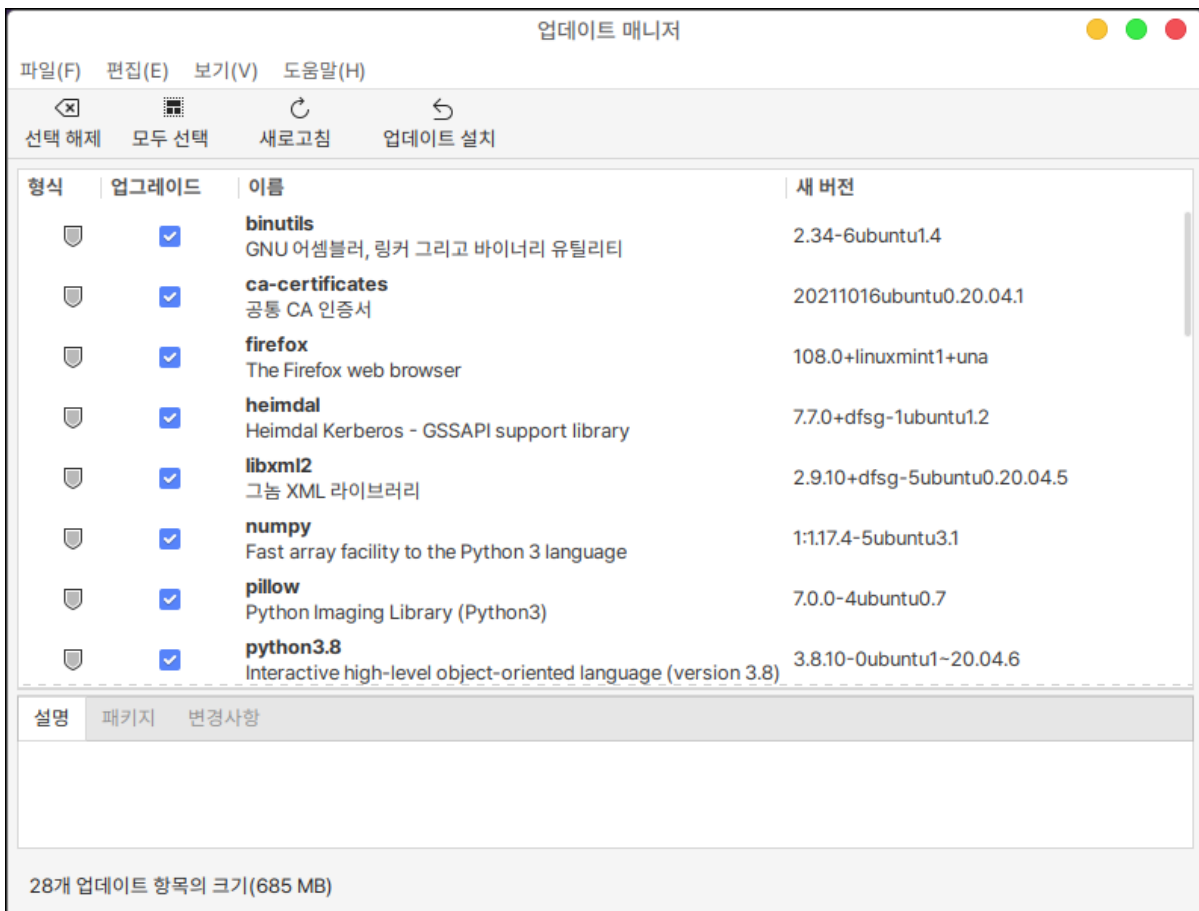 업데이트 매니저
파일(F) 편집(E) 보기(V) 도움말(H)
선택 해제 모두 선택 새로고침 업데이트 설치
형식 업그레이드 이름 새 버전
binutils
GNU 어셈블러, 링커 그리고 바이너리 유틸리티 2.34-6ubuntu1.4
ca-certificates
공통 CA 인증서 20211016ubuntu0.20.04.1
firefox
The Firefox web browser 108.0+linuxmint1+una
heimdal
Heimdal Kerberos - GSSAPI support library 7.7.0+dfsg-1ubuntu1.2
libxml2
그놈 XML 라이브러리 2.9.10+dfsg-5ubuntu0.20.04.5
numpy
Fast array facility to the Python 3 language 1:1.17.4-5ubuntu3.1
pillow
Python Imaging Library (Python3) 7.0.0-4ubuntu0.7
python3.8
Interactive high-level object-oriented language (version 3.8) 3.8.10-0ubuntu1~20.04.6
설명 패키지 변경사항
28개 업데이트 항목의 크기(685 MB)